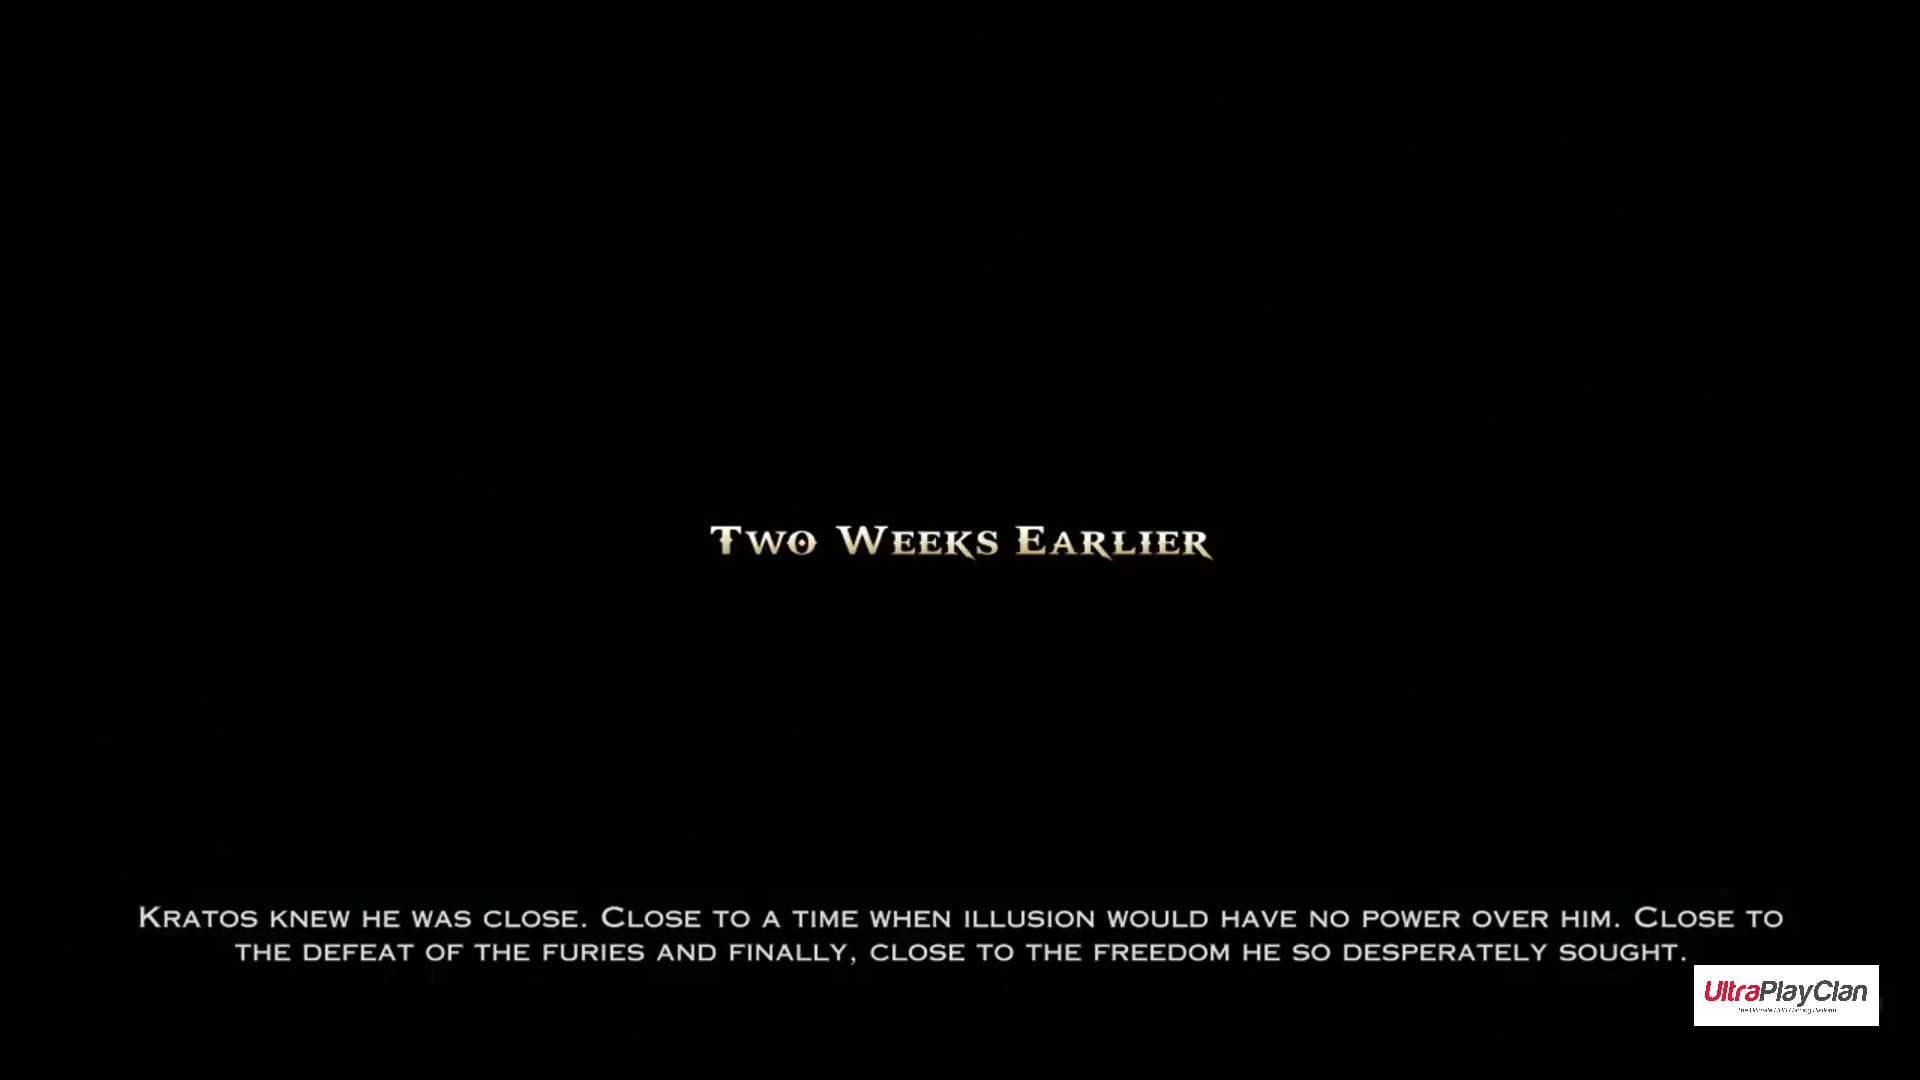 Two Weeks Earlier
Kratos knew he was close. Close to a time when illusion would have no power over him. Close to
the defeat of the Furies and finally, close to the freedom he so desperately sought.
UltraPlayClan